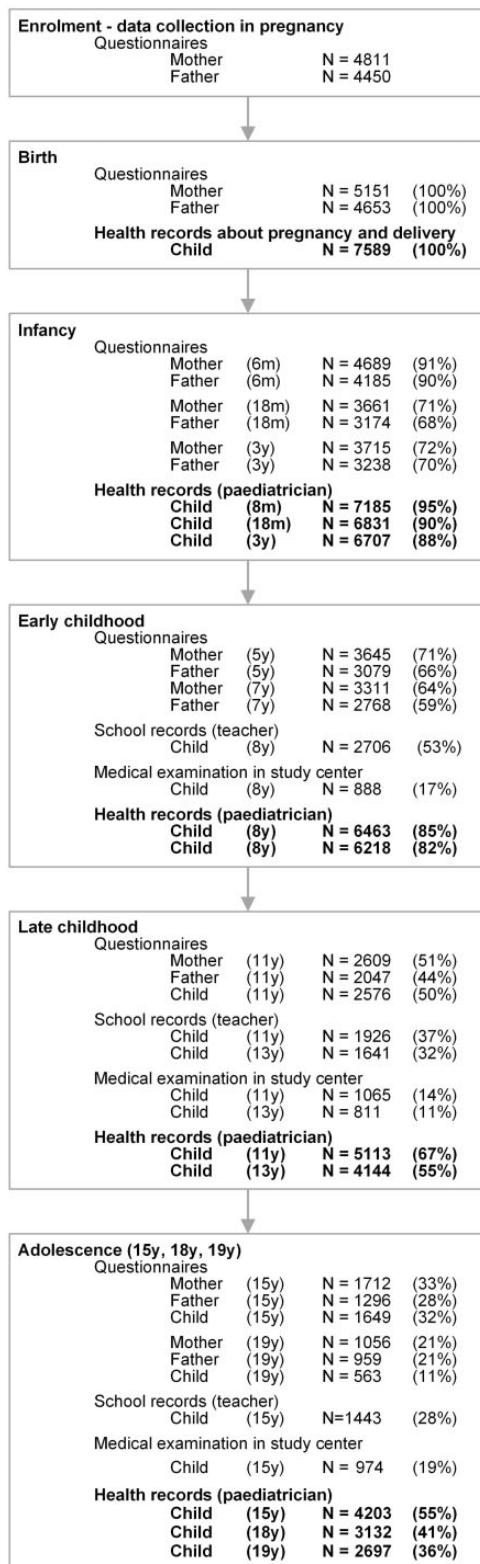 Enrolment - data collection in pregnancy
Questionnaires
Mother N = 4811
Father N = 4450
Birth
Questionnaires
Mother N = 5151 (100%)
Father N = 4653 (100%)
Health records about pregnancy and delivery
Child N = 7589 (100%)
Infancy
Questionnaires
Mother (6m) N = 4689 (91%)
Father (6m) N = 4185 (90%)
Mother (18m) N = 3661 (71%)
Father (18m) N = 3174 (68%)
Mother (3y) N = 3715 (72%)
Father (3y) N = 3238 (70%)
Health records (paediatrician)
Child (8m) N = 7185 (95%)
Child (18m) N = 6831 (90%)
Child (3y) N = 6707 (88%)
Early childhood
Questionnaires
Mother (5y) N = 3645 (71%)
Father (5y) N = 3079 (66%)
Mother (7y) N = 3311 (64%)
Father (7y) N = 2768 (59%)
School records (teacher)
Child (8y) N = 2706 (53%)
Medical examination in study center
Child (8y) N = 888 (17%)
Health records (paediatrician)
Child (8y) N = 6463 (85%)
Child (8y) N = 6218 (82%)
Late childhood
Questionnaires
Mother (11y) N = 2609 (51%)
Father (11y) N = 2047 (44%)
Child (11y) N = 2576 (50%)
School records (teacher)
Child (11y) N = 1926 (37%)
Child (13y) N = 1641 (32%)
Medical examination in study center
Child (11y) N = 1065 (14%)
Child (13y) N = 811 (11%)
Health records (paediatrician)
Child (11y) N = 5113 (67%)
Child (13y) N = 4144 (55%)
Adolescence (15y, 18y, 19y)
Questionnaires
Mother (15y) N = 1712 (33%)
Father (15y) N = 1296 (28%)
Child (15y) N = 1649 (32%)
Mother (19y) N = 1056 (21%)
Father (19y) N = 959 (21%)
Child (19y) N = 563 (11%)
School records (teacher)
Child (15y) N=1443 (28%)
Medical examination in study center
Child (15y) N = 974 (19%)
Health records (paediatrician)
Child (15y) N = 4203 (55%)
Child (18y) N = 3132 (41%)
Child (19y) N = 2697 (36%)